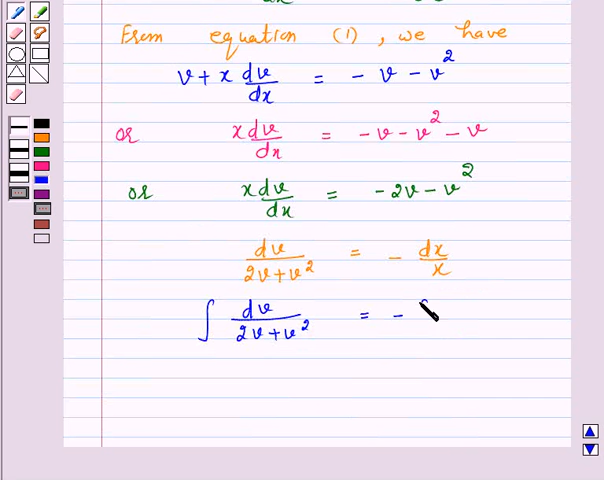 From equation (1), we have
v + x dv/dx = - v - v²
or x dv/dx = - v - v² - v
or x dv/dx = - 2v - v²
dv/2v+v² = - dx/x
∫ dv/2v+v² = -